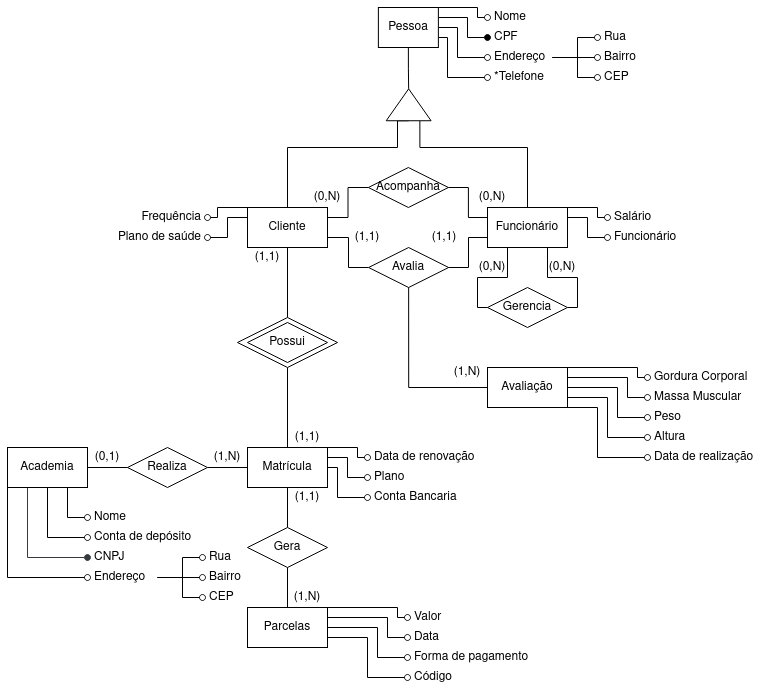 Pessoa
Nome
CPF
Endereço
*Telefone
Rua
Bairro
CEP
(0,N)
Acompanha
(0,N)
Frequência
Plano de saúde
Cliente
Funcionário
Salário
Funcionário
(1,1)
(1,1)
(1,1)
Avalia
(0,N)
(0,N)
Gerencia
Possui
(1,N)
Avaliação
Gordura Corporal
Massa Muscular
Peso
Altura
Data de realização
(1,1)
(0,1)
(1,N)
Academia
Realiza
Matrícula
Data de renovação
Plano
Conta Bancaria
(1,1)
Nome
Conta de depósito
CNPJ
Endereço
Rua
Bairro
CEP
Gera
(1,N)
Parcelas
Valor
Data
Forma de pagamento
Código